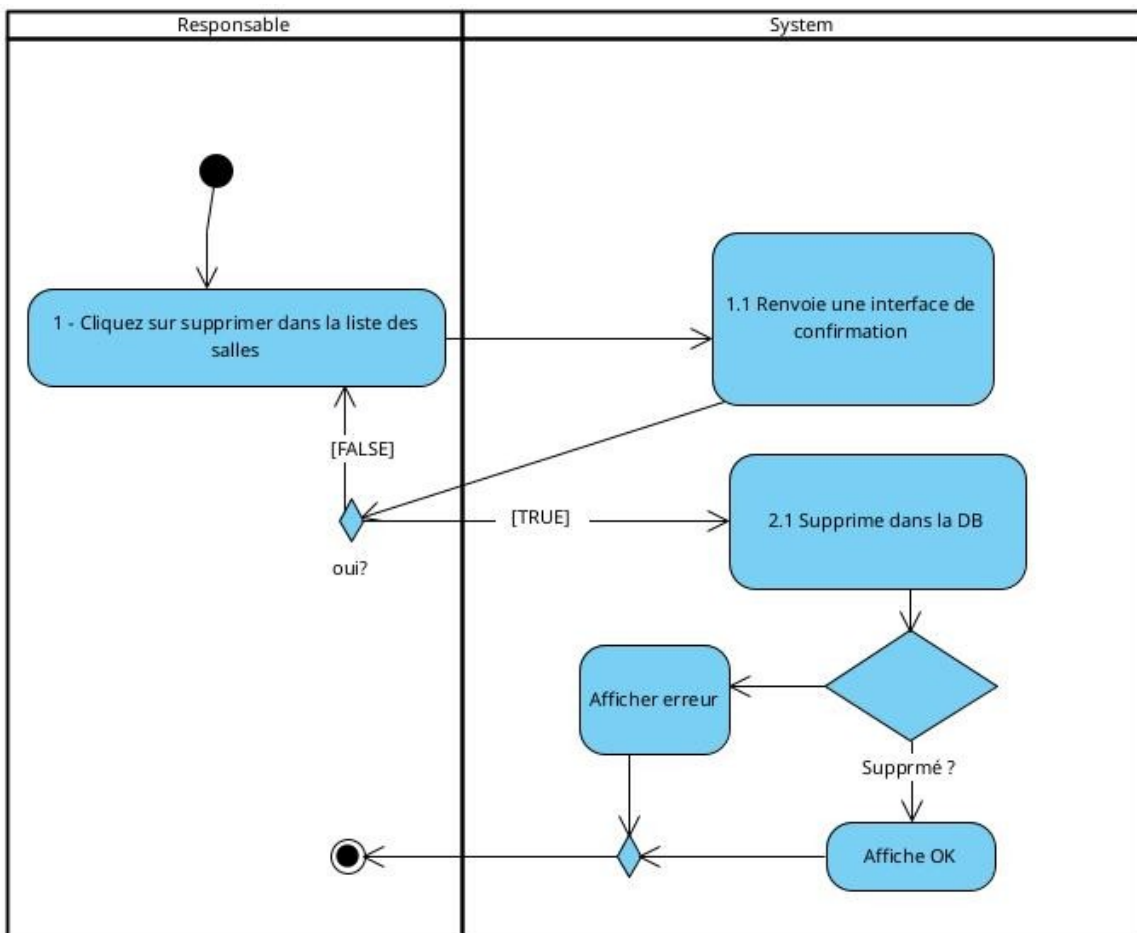 Responsable
System
1 - Cliquez sur supprimer dans la liste des
salles
1.1 Renvoie une interface de
confirmation
[FALSE]
[TRUE]
oui?
2.1 Supprime dans la DB
Afficher erreur
Supprmé ?
Affiche OK